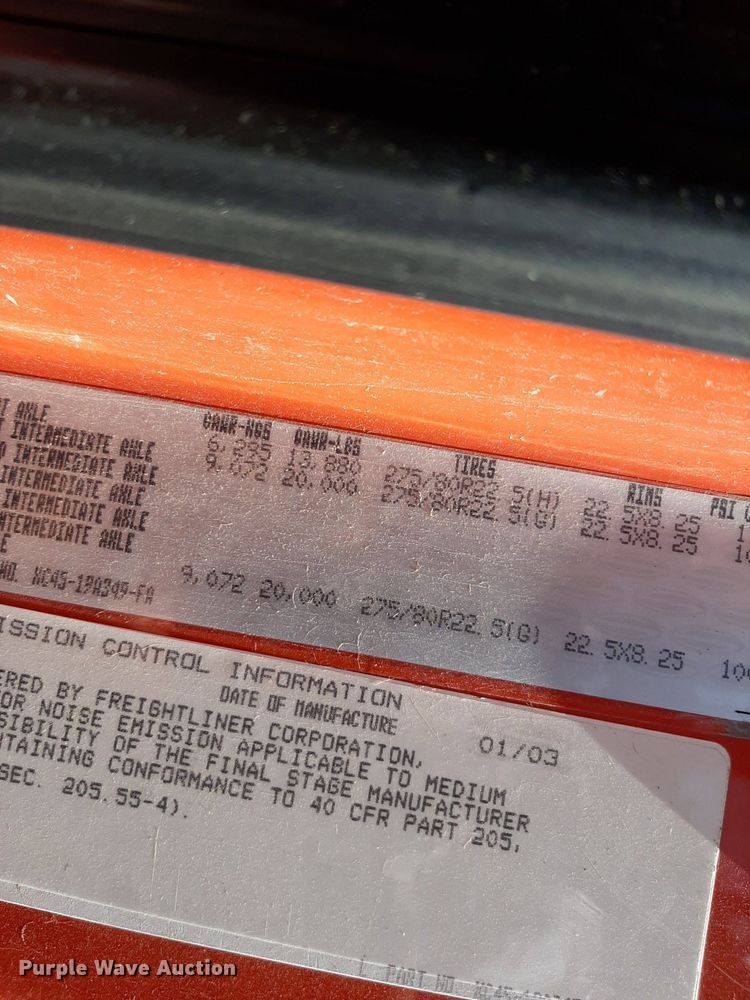 AXLE GAWR-KGS GAWR-LBS TIRES RIMS PSI
INTERMEDIATE AXLE 6,295 13,880 275/80R22.5(H) 22.5X8.25
INTERMEDIATE AXLE 9,072 20,000 275/80R22.5(G) 22.5X8.25
INTERMEDIATE AXLE
INTERMEDIATE AXLE
INTERMEDIATE AXLE
9,072 20,000 275/80R22.5(G) 22.5X8.25
NO. XC45-19A349-FA
EMISSION CONTROL INFORMATION
DATE OF MANUFACTURE 01/03
ERED BY FREIGHTLINER CORPORATION,
OR NOISE EMISSION APPLICABLE TO MEDIUM
SIBILITY OF THE FINAL STAGE MANUFACTURER
NTAINING CONFORMANCE TO 40 CFR PART 205,
SEC. 205.55-4).
PART NO.
Purple Wave Auction